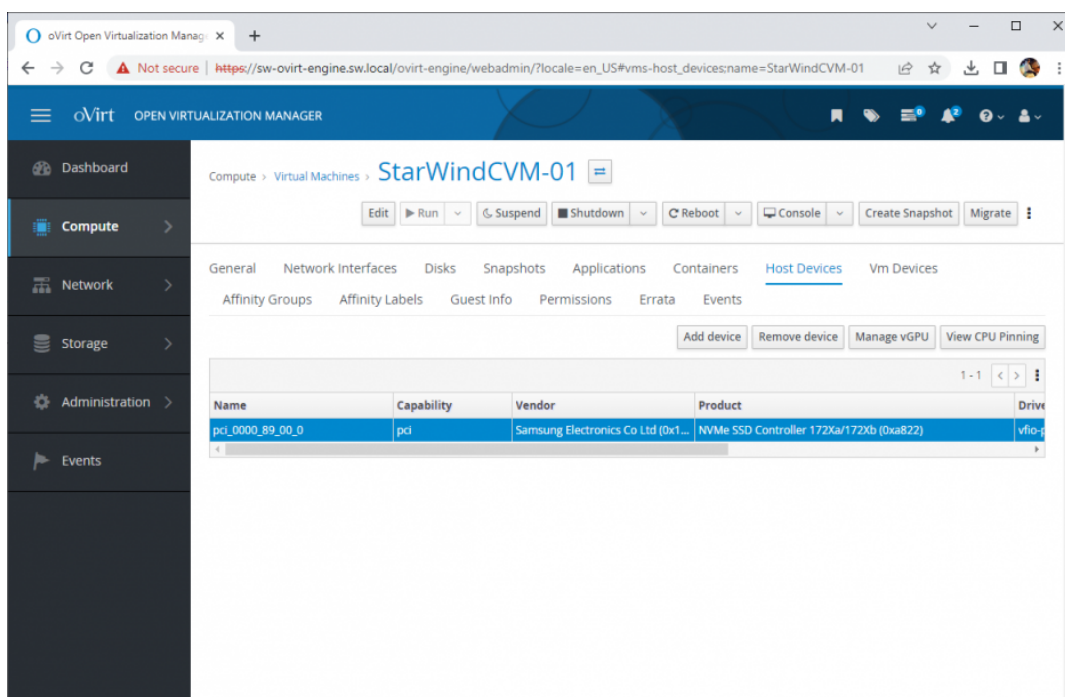 oVirt Open Virtualization Manag
Not secure | https://sw-ovirt-engine.sw.local/ovirt-engine/webadmin/?locale=en_US#vms-host_devices;name=StarWindCVM-01
oVirt OPEN VIRTUALIZATION MANAGER 0 2
Dashboard
Compute
Network
Storage
Administration
Events
Compute › Virtual Machines › StarWindCVM-01
Edit Run Suspend Shutdown Reboot Console Create Snapshot Migrate
General Network Interfaces Disks Snapshots Applications Containers Host Devices Vm Devices
Affinity Groups Affinity Labels Guest Info Permissions Errata Events
Add device Remove device Manage vGPU View CPU Pinning
1 - 1
Name Capability Vendor Product Drive
pci_0000_89_00_0 pci Samsung Electronics Co Ltd (0x1... NVMe SSD Controller 172Xa/172Xb (0xa822) vfio-p